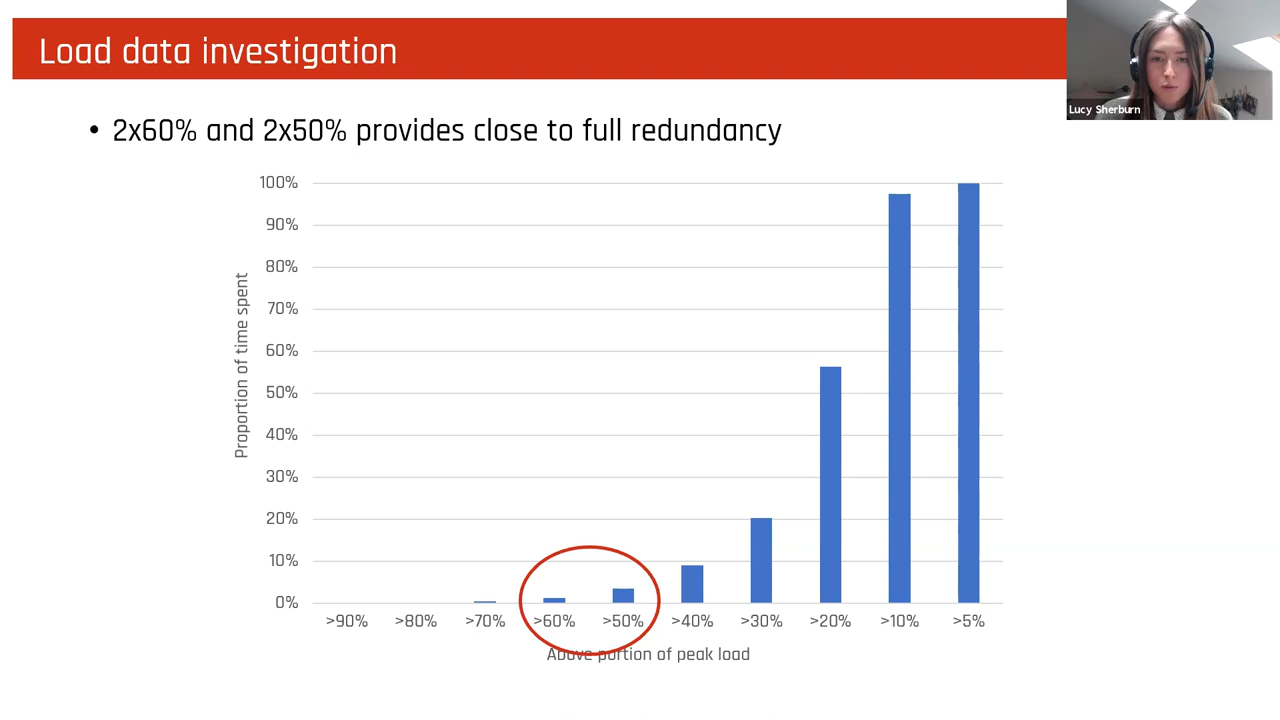 Load data investigation
Lucy Sherburn
• 2x60% and 2x50% provides close to full redundancy
100%
90%
80%
70%
60%
50%
40%
30%
20%
10%
0%
Proportion of time spent
>90% >80% >70% >60% >50% >40% >30% >20% >10% >5%
Above portion of peak load